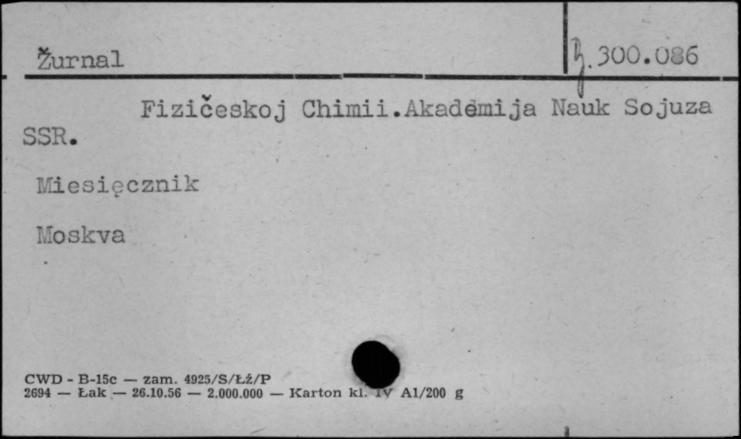 Žurnal
300.086
Fizičeskoj Chimii.Akademija Nauk Sojuza
SSR.
Miesięcznik
Moskva
CWD - B-15c — zam. 4925/S/Łź/P
2694 — Łak — 26.10.56 — 2.000.000 — Karton kl. IV A1/200 g